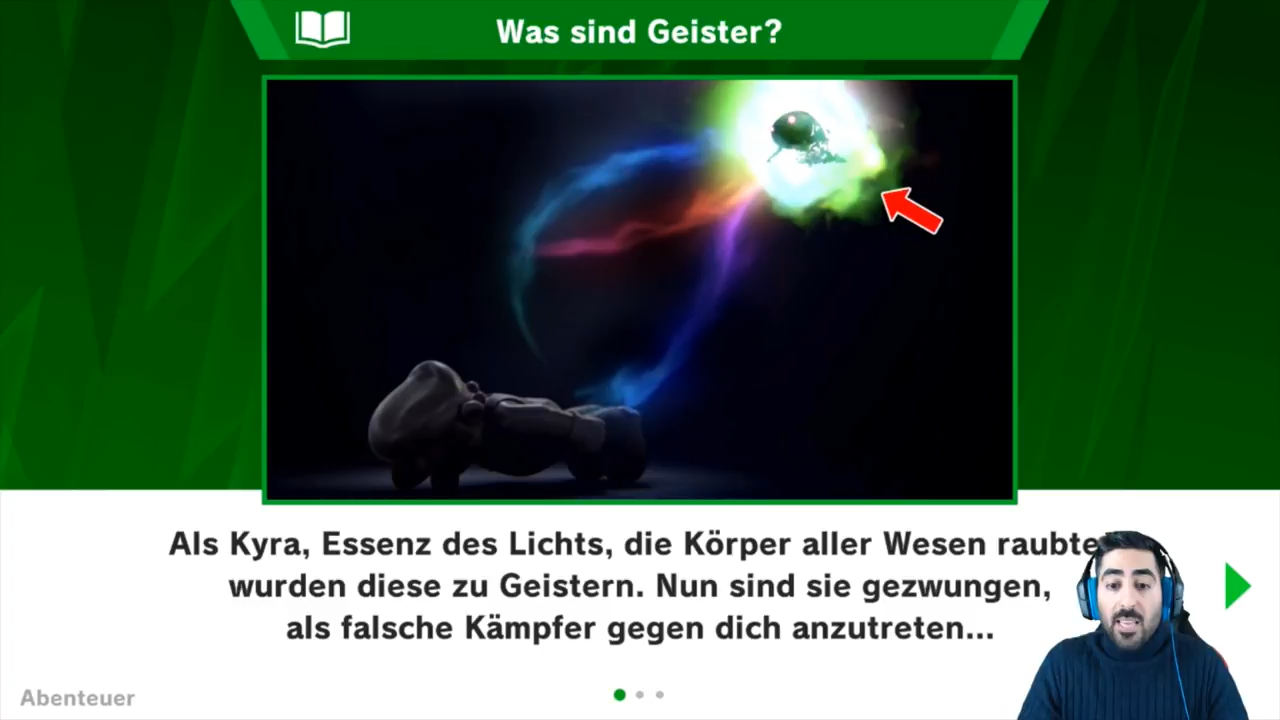 Was sind Geister?
Als Kyra, Essenz des Lichts, die Körper aller Wesen raubte
wurden diese zu Geistern. Nun sind sie gezwungen,
als falsche Kämpfer gegen dich anzutreten...
Abenteuer